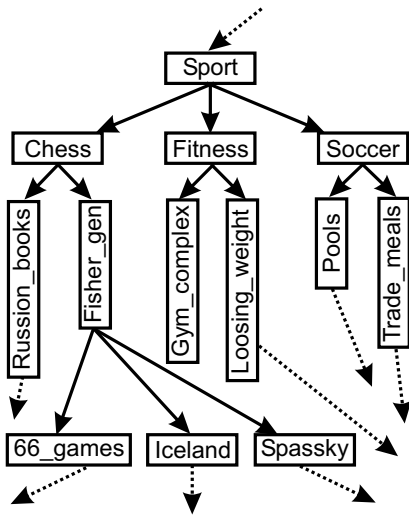 Sport
Chess
Fitness
Soccer
Russion_books
Fisher_gen
Gym_complex
Loosing_weight
Pools
Trade_meals
66_games
Iceland
Spassky